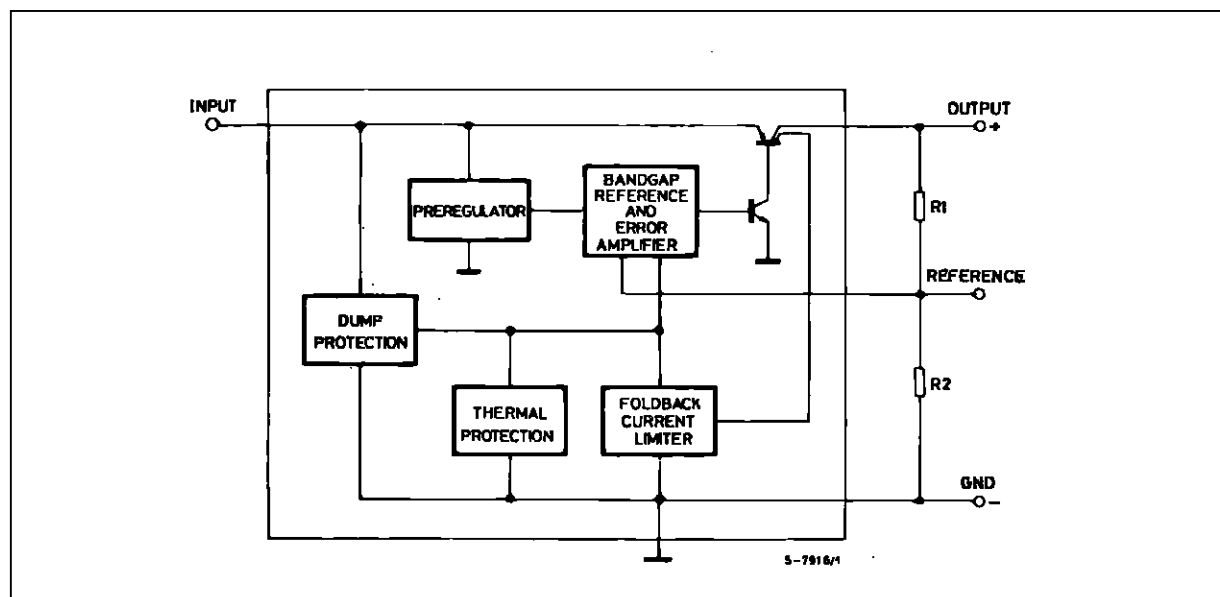 INPUT
OUTPUT
+
BANDGAP
REFERENCE
AND
ERROR
AMPLIFIER
PREREGULATOR
R1
REFERENCE
DUMP
PROTECTION
THERMAL
PROTECTION
FOLDBACK
CURRENT
LIMITER
R2
GND
−
S-7916/1